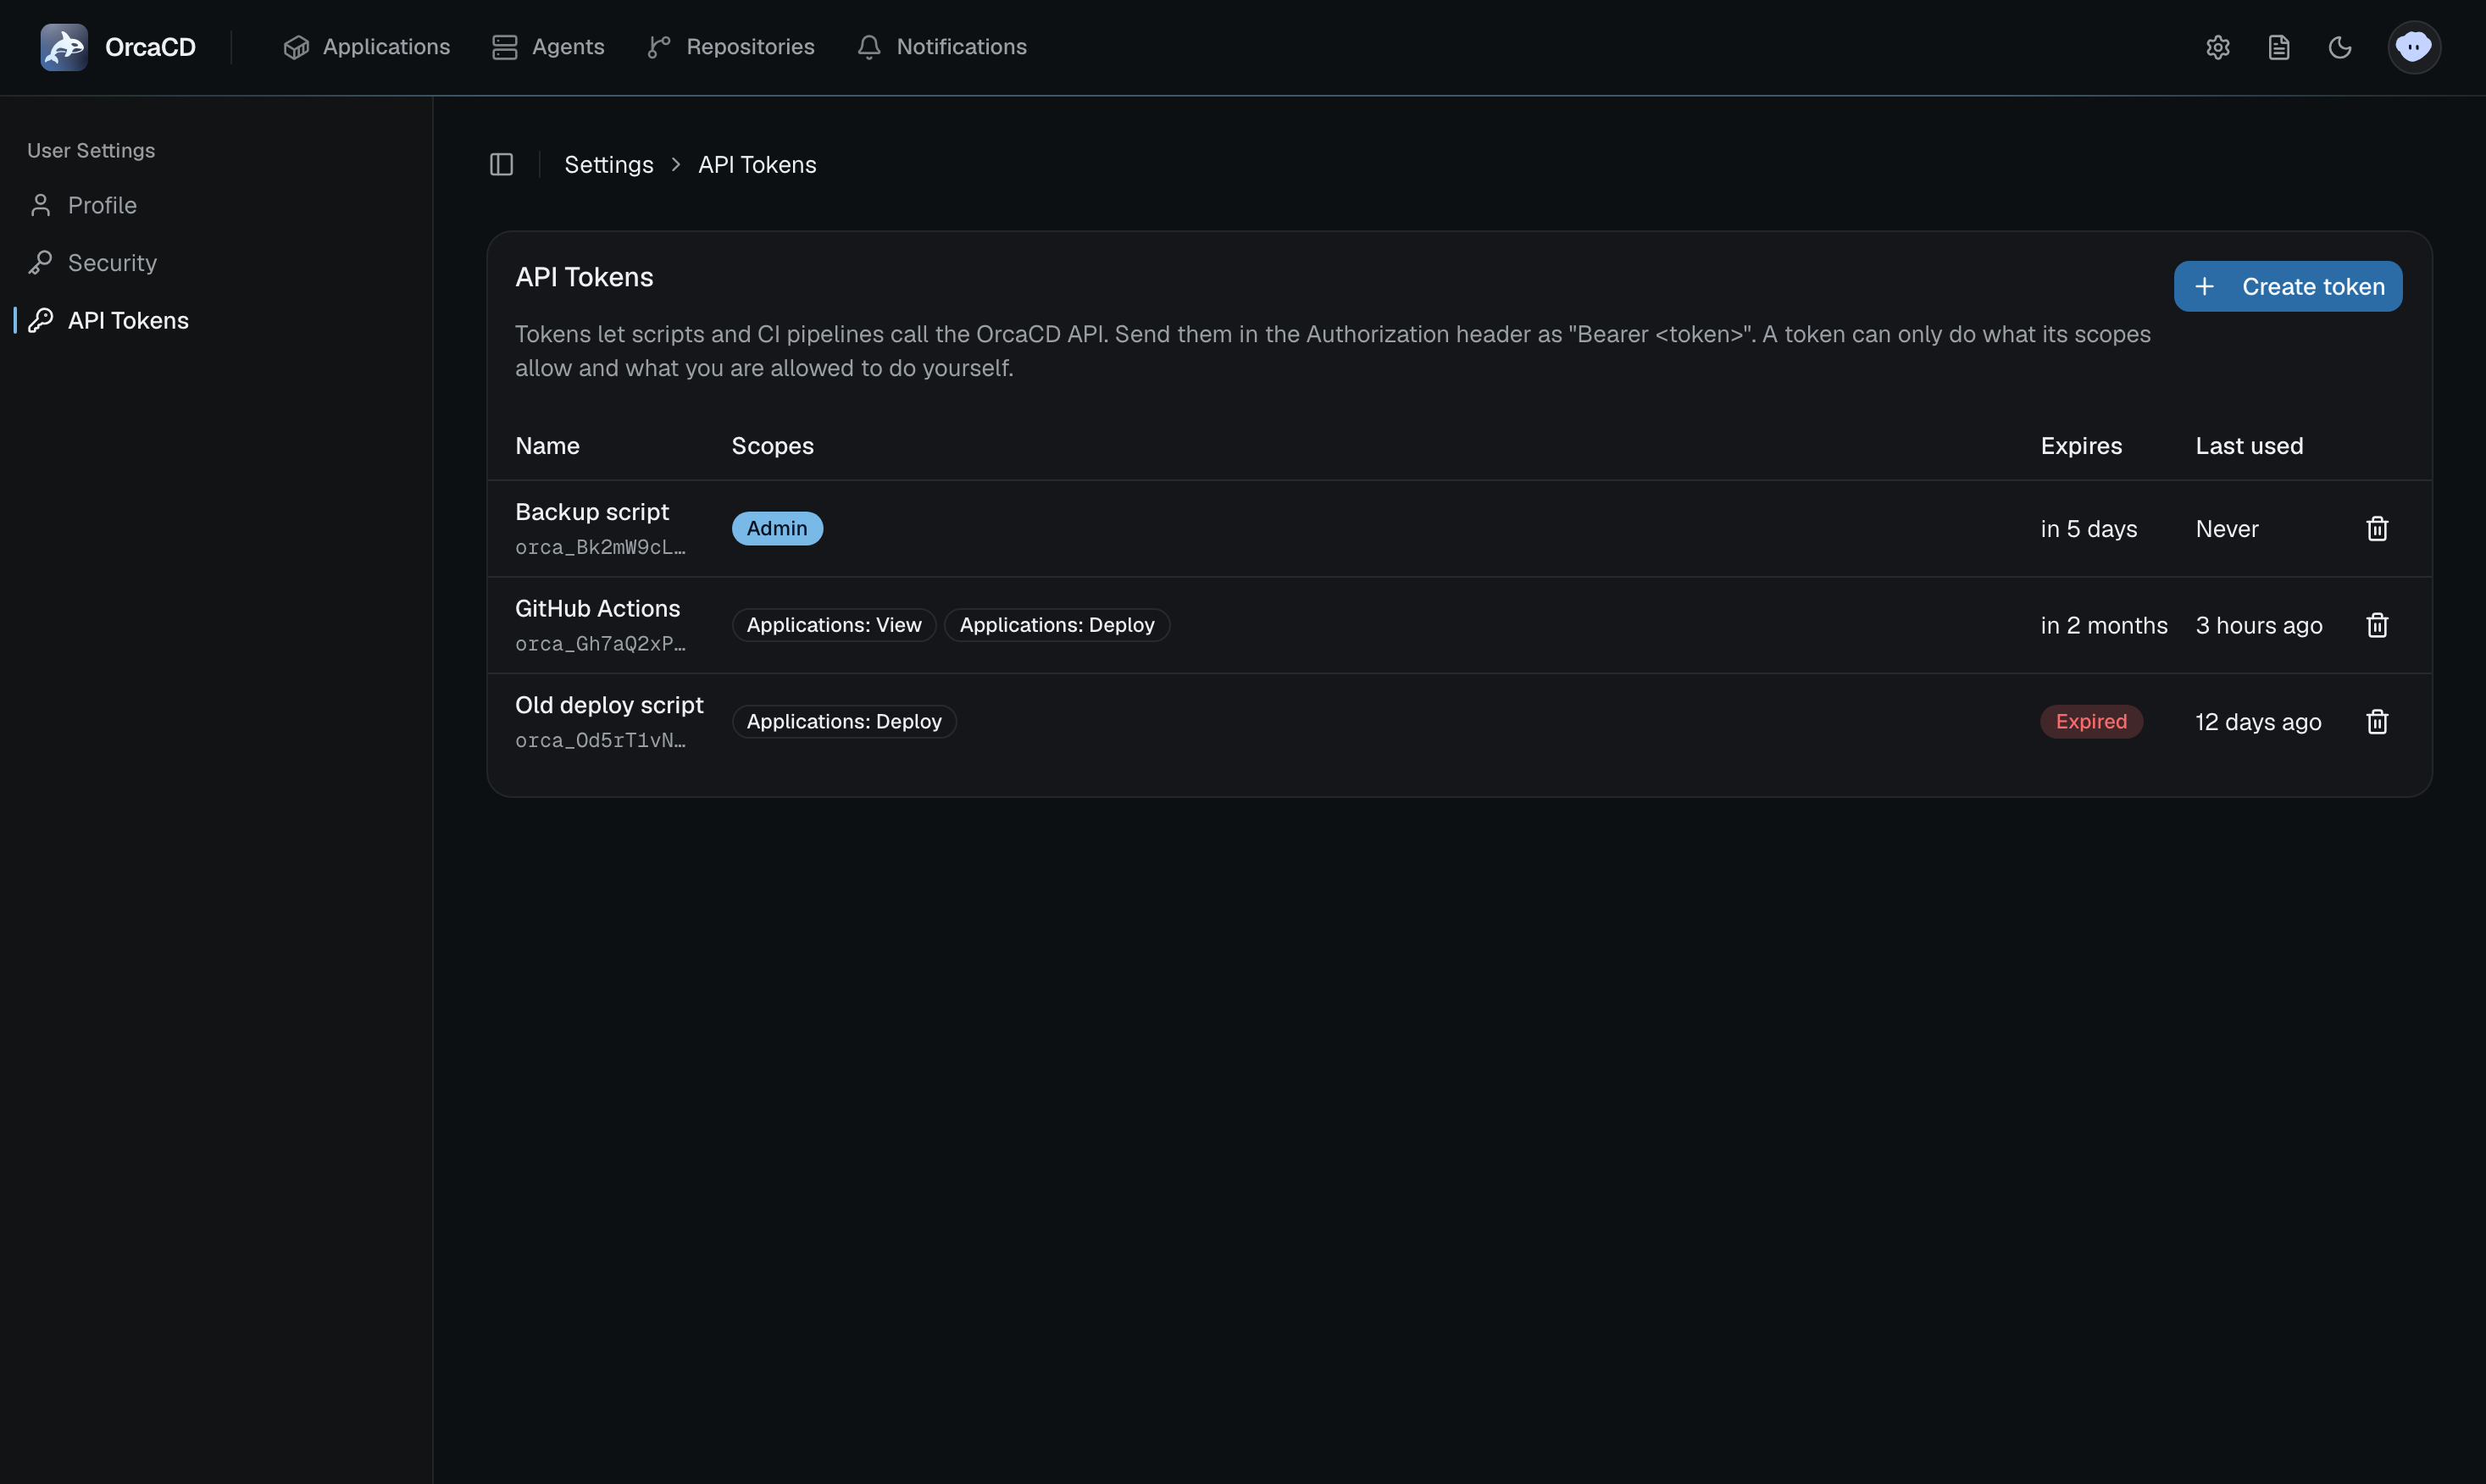 OrcaCD
Applications
Agents
Repositories
Notifications
User Settings
Profile
Security
API Tokens
Settings > API Tokens
API Tokens
Create token
Tokens let scripts and CI pipelines call the OrcaCD API. Send them in the Authorization header as "Bearer <token>". A token can only do what its scopes
allow and what you are allowed to do yourself.
Name Scopes Expires Last used
Backup script
orca_Bk2mW9cL…
Admin in 5 days Never
GitHub Actions
orca_Gh7aQ2xP…
Applications: View Applications: Deploy in 2 months 3 hours ago
Old deploy script
orca_Od5rT1vN…
Applications: Deploy Expired 12 days ago